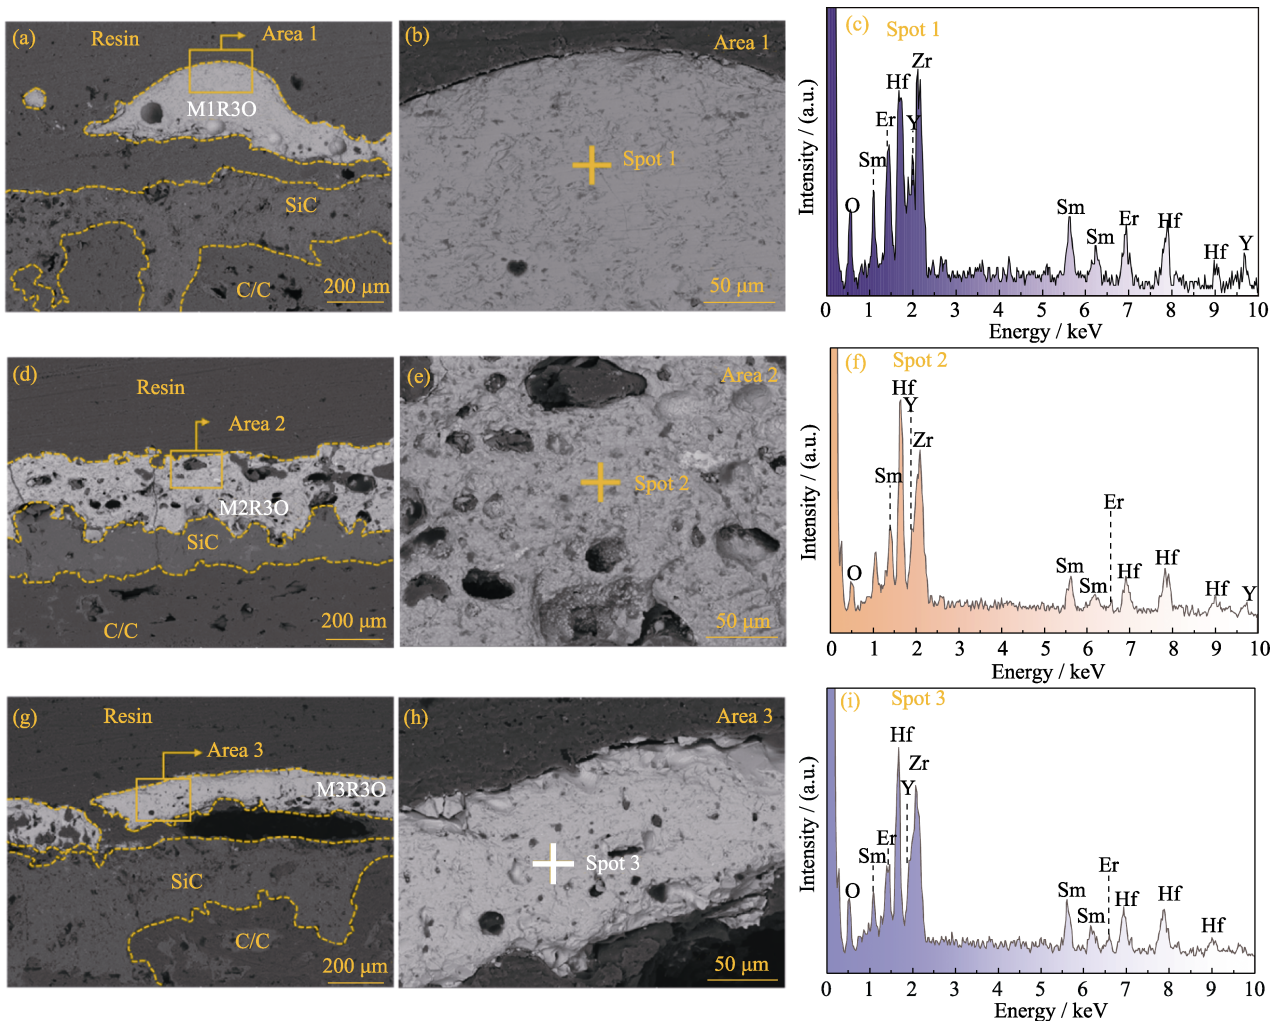 (a)
Resin
Area 1
M1R3O
SiC
C/C
200 μm
(b)
Area 1
Spot 1
50 μm
(c)
Spot 1
Intensity / (a.u.)
O
Sm
Er
Hf
Y
Zr
Sm
Sm
Er
Hf
Hf
Y
0 1 2 3 4 5 6 7 8 9 10
Energy / keV
(d)
Resin
Area 2
M2R3O
SiC
C/C
200 μm
(e)
Area 2
Spot 2
50 μm
(f)
Spot 2
Intensity / (a.u.)
O
Sm
Hf
Y
Zr
Sm
Sm
Er
Hf
Hf
Hf
Y
0 1 2 3 4 5 6 7 8 9 10
Energy / keV
(g)
Resin
Area 3
M3R3O
SiC
C/C
200 μm
(h)
Area 3
Spot 3
50 μm
(i)
Spot 3
Intensity / (a.u.)
O
Sm
Er
Hf
Y
Zr
Sm
Sm
Er
Hf
Hf
Hf
0 1 2 3 4 5 6 7 8 9 10
Energy / keV